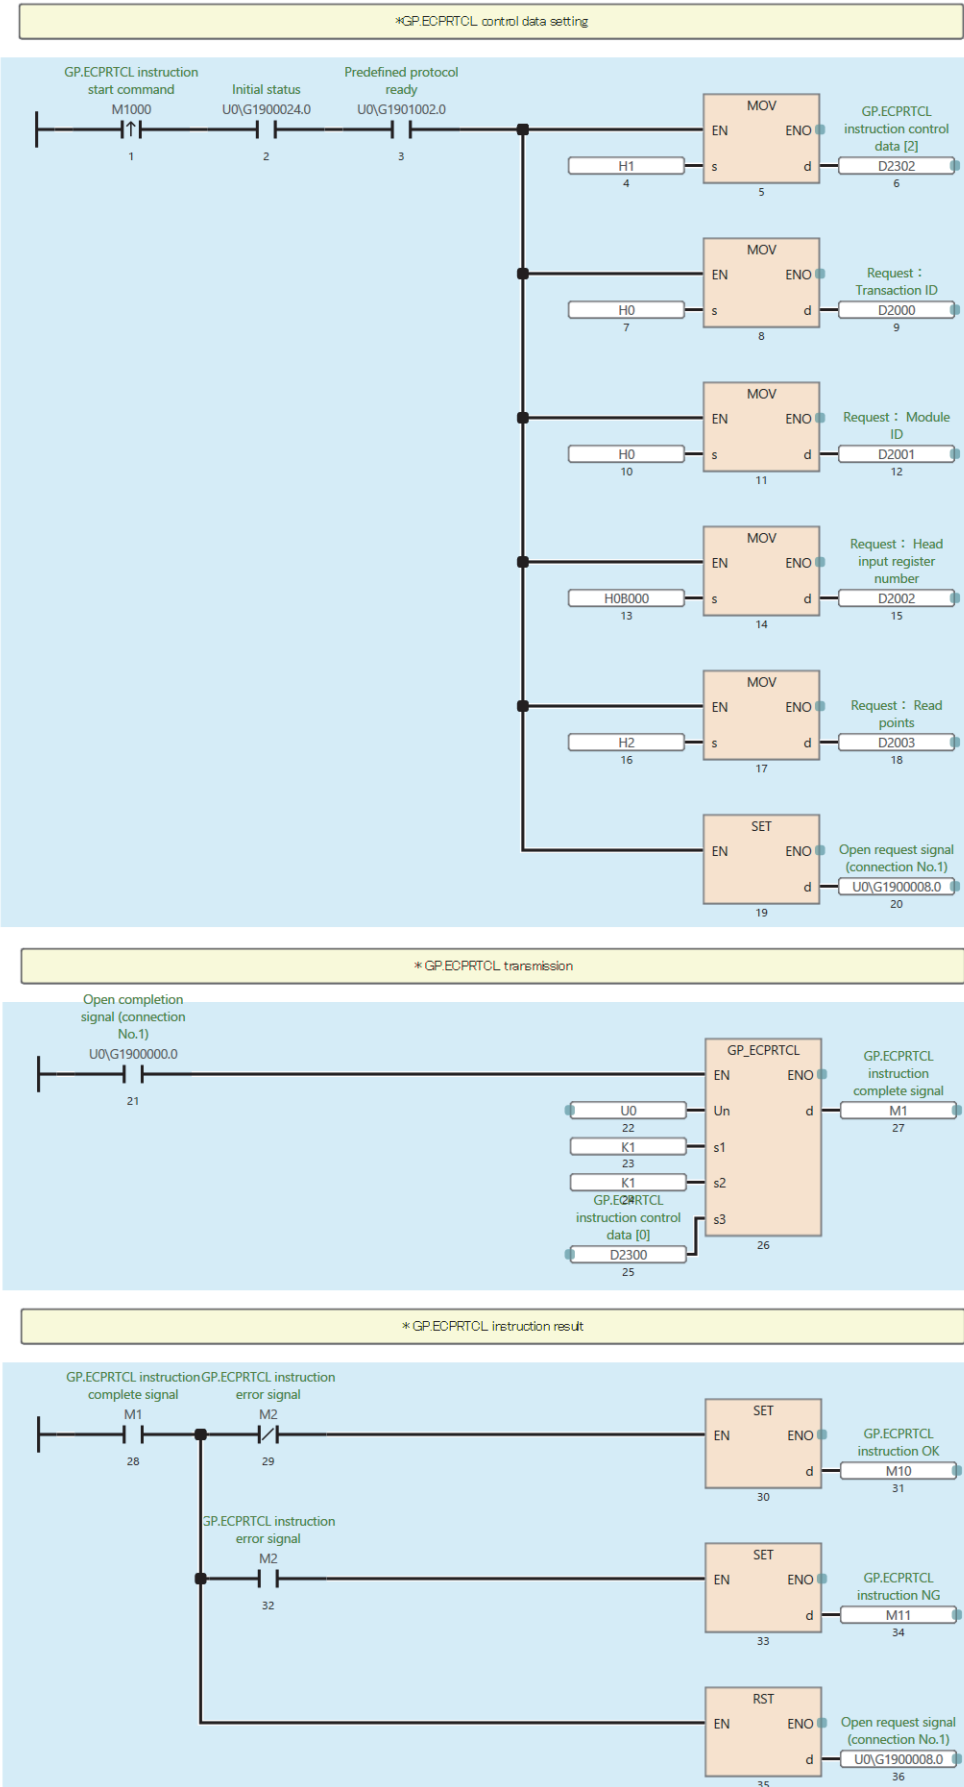 *GP.ECPRTCL control data setting
GP.ECPRTCL instruction
start command
M1000
1
Initial status
U0\G1900024.0
2
Predefined protocol
ready
U0\G1901002.0
3
MOV
EN
ENO
H1
4
s
d
5
GP.ECPRTCL
instruction control
data [2]
D2302
6
MOV
EN
ENO
H0
7
s
d
8
Request :
Transaction ID
D2000
9
MOV
EN
ENO
H0
10
s
d
11
Request : Module
ID
D2001
12
MOV
EN
ENO
H0B000
13
s
d
14
Request : Head
input register
number
D2002
15
MOV
EN
ENO
H2
16
s
d
17
Request : Read
points
D2003
18
SET
EN
ENO
d
19
Open request signal
(connection No.1)
U0\G1900008.0
20
* GP.ECPRTCL transmission
Open completion
signal (connection
No.1)
U0\G1900000.0
21
GP_ECPRTCL
EN
ENO
U0
22
Un
d
K1
23
s1
K1
24
s2
GP.ECPRTCL
instruction control
data [0]
s3
D2300
25
26
GP.ECPRTCL
instruction
complete signal
M1
27
* GP.ECPRTCL instruction result
GP.ECPRTCL instruction
complete signal
M1
28
GP.ECPRTCL instruction
error signal
M2
29
SET
EN
ENO
d
30
GP.ECPRTCL
instruction OK
M10
31
GP.ECPRTCL instruction
error signal
M2
32
SET
EN
ENO
d
33
GP.ECPRTCL
instruction NG
M11
34
RST
EN
ENO
d
35
Open request signal
(connection No.1)
U0\G1900008.0
36